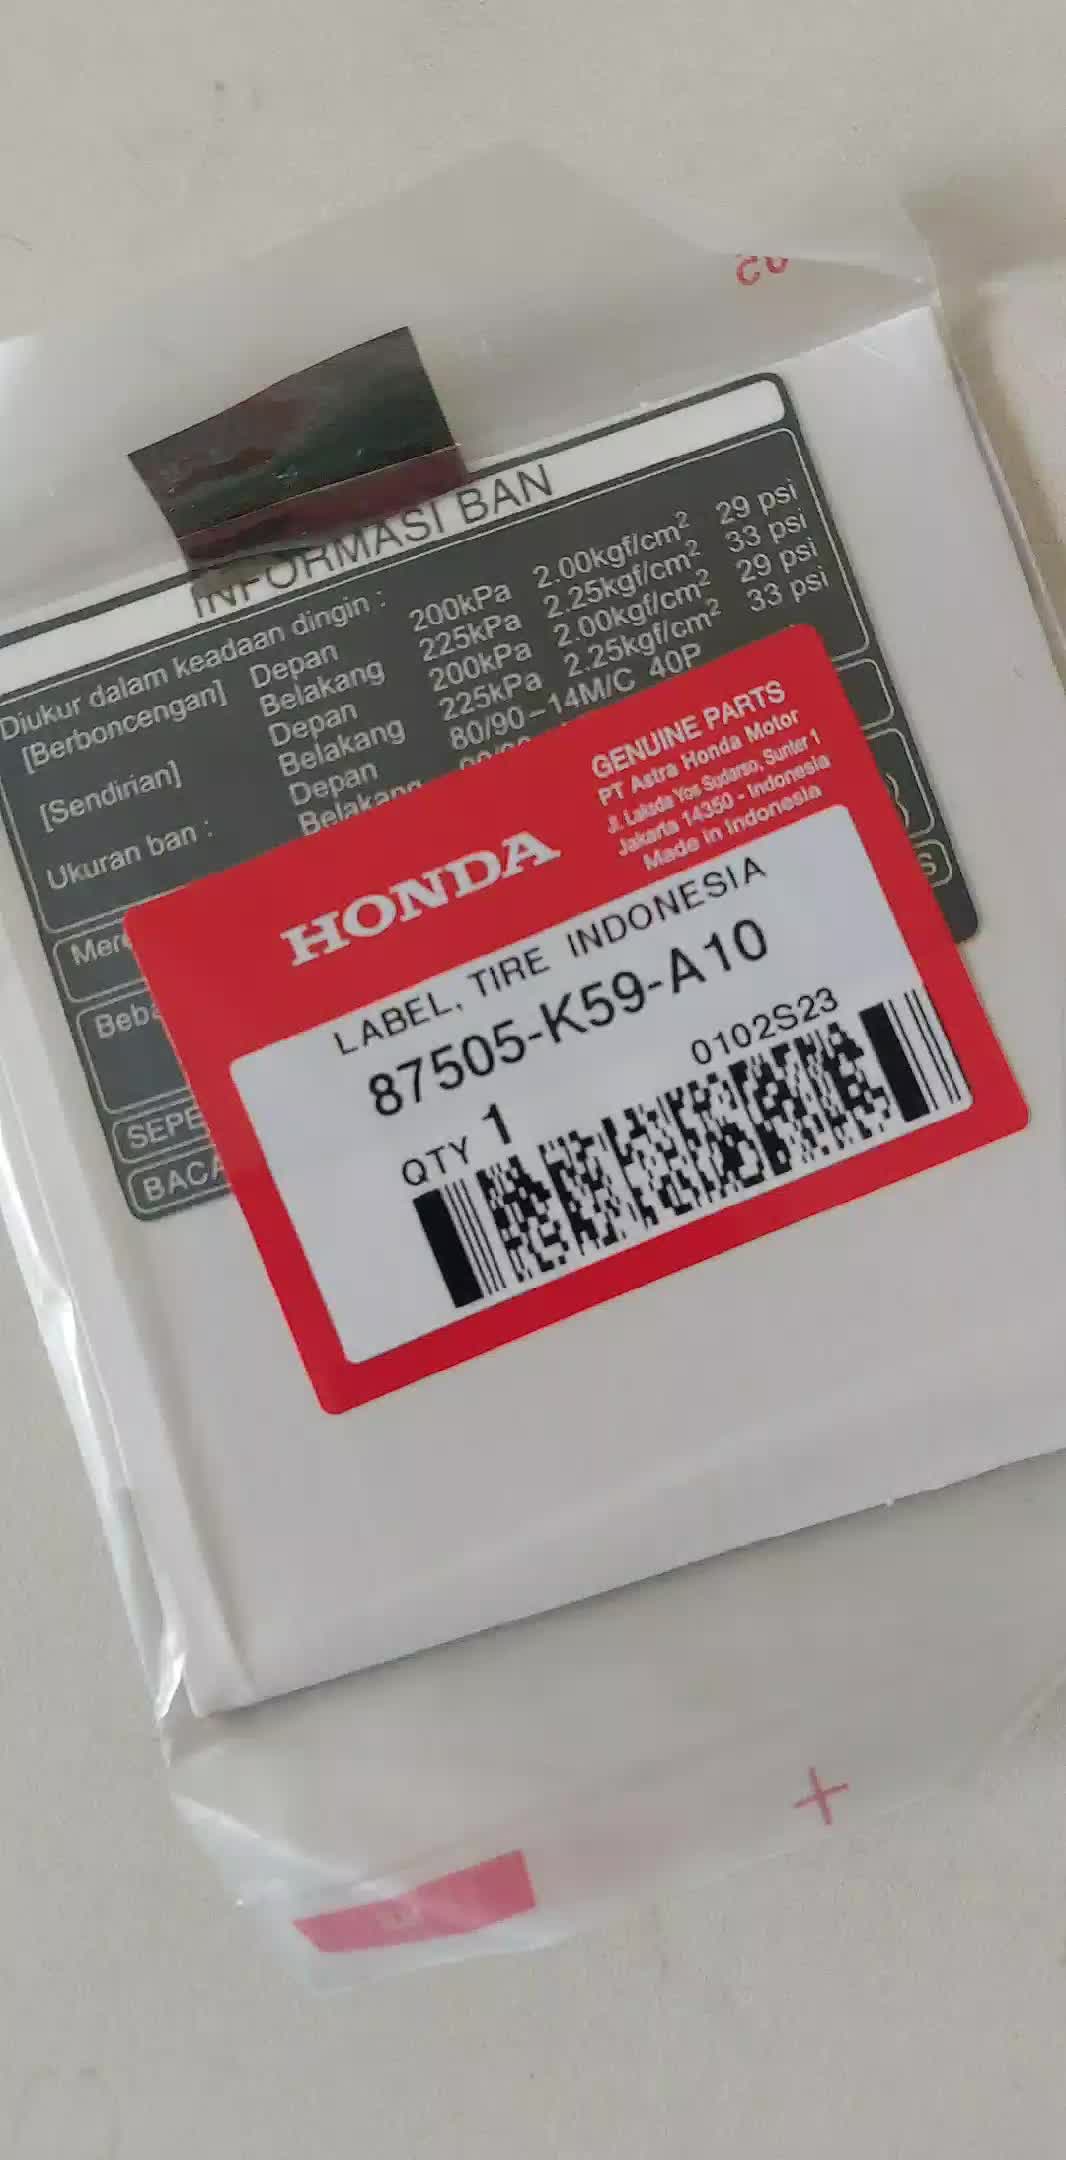 INFORMASI BAN
Diukur dalam keadaan dingin :
[Berboncengan] Depan 200kPa 2.00kgf/cm² 29 psi
Belakang 225kPa 2.25kgf/cm² 33 psi
[Sendirian] Depan 200kPa 2.00kgf/cm² 29 psi
Belakang 225kPa 2.25kgf/cm² 33 psi
Ukuran ban : Depan 80/90-14M/C 40P
Belakang
HONDA
GENUINE PARTS
PT Astra Honda Motor
Jl. Laksda Yos Sudarso, Sunter 1
Jakarta 14350 - Indonesia
Made in Indonesia
LABEL, TIRE INDONESIA
87505-K59-A10
0102S23
QTY 1